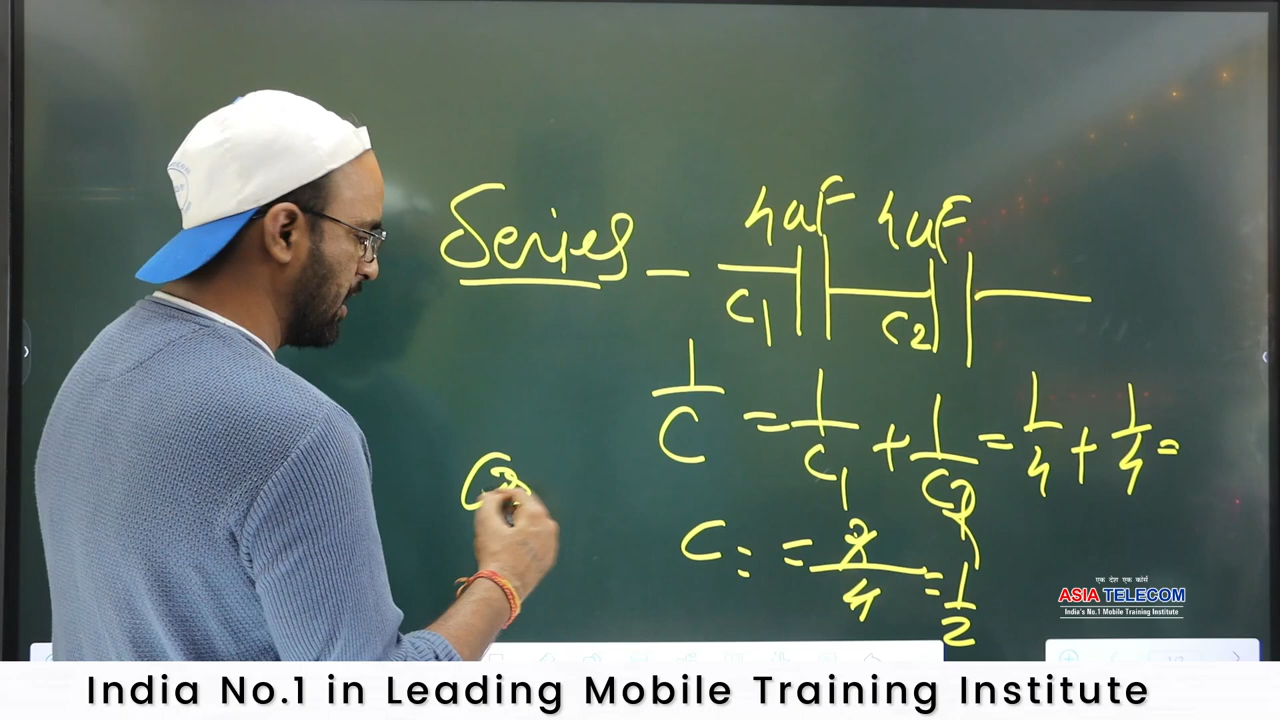 Series - 4uF 4uF
C1 C2
1/C = 1/C1 + 1/C2 = 1/4 + 1/4 =
C = = 2/4 = 1/2
एक देश एक कोर्स
ASIA TELECOM
India's No.1 Mobile Training Institute
India No.1 in Leading Mobile Training Institute